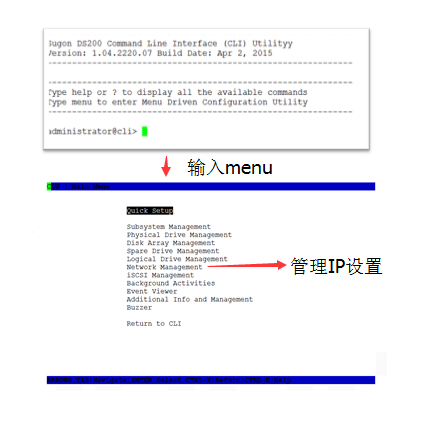 Sugon DS200 Command Line Interface (CLI) Utilityy
Version: 1.04.2220.07 Build Date: Apr 2, 2015
Type help or ? to display all the available commands
Type menu to enter Menu Driven Configuration Utility
administrator@cli>
输入menu
CLI - Main Menu
Quick Setup
Subsystem Management
Physical Drive Management
Disk Array Management
Spare Drive Management
Logical Drive Management
Network Management
管理IP设置
iSCSI Management
Background Activities
Event Viewer
Additional Info and Management
Buzzer
Return to CLI